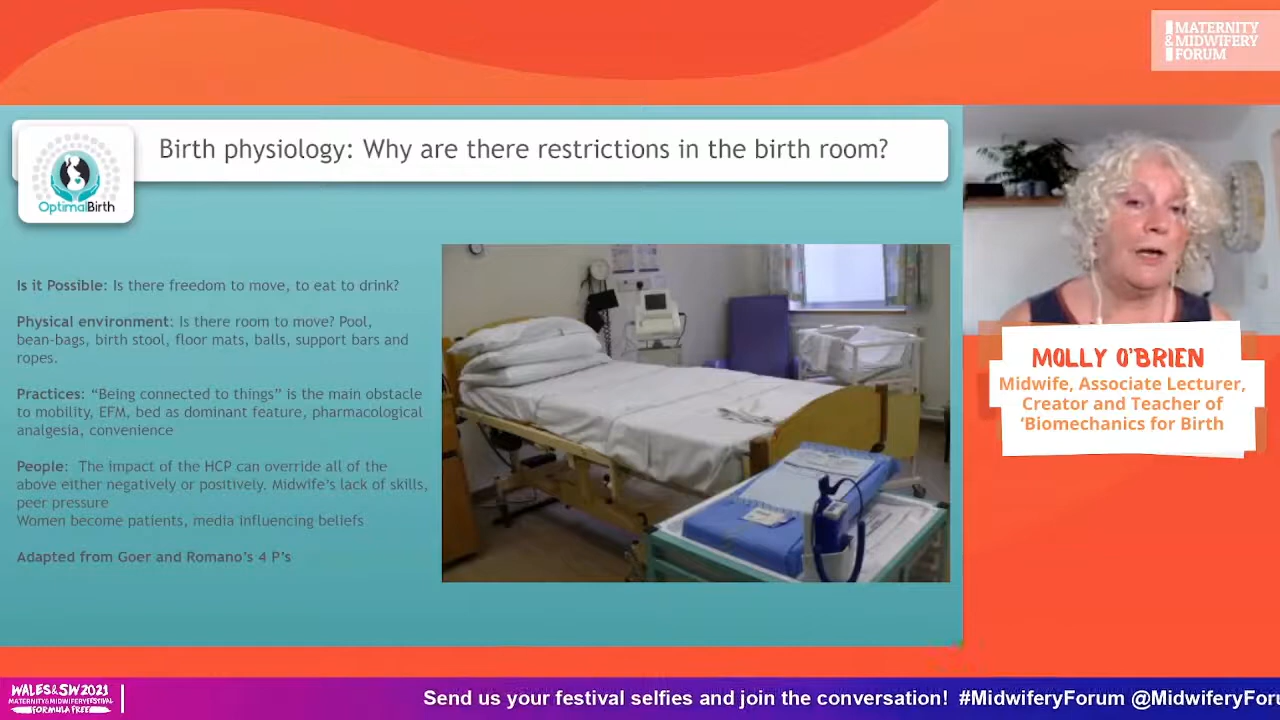 MATERNITY
& MIDWIFERY
FORUM
Birth physiology: Why are there restrictions in the birth room?
OptimalBirth
Is it Possible: Is there freedom to move, to eat to drink?
Physical environment: Is there room to move? Pool,
bean-bags, birth stool, floor mats, balls, support bars and
ropes.
Practices: “Being connected to things” is the main obstacle
to mobility, EFM, bed as dominant feature, pharmacological
analgesia, convenience
People: The impact of the HCP can override all of the
above either negatively or positively. Midwife’s lack of skills,
peer pressure
Women become patients, media influencing beliefs
Adapted from Goer and Romano’s 4 P’s
MOLLY O'BRIEN
Midwife, Associate Lecturer,
Creator and Teacher of
‘Biomechanics for Birth
WALES&SW2021
MATERNITY&MIDWIFERYFESTIVAL
FORMULA FREE
Send us your festival selfies and join the conversation! #MidwiferyForum @MidwiferyFor